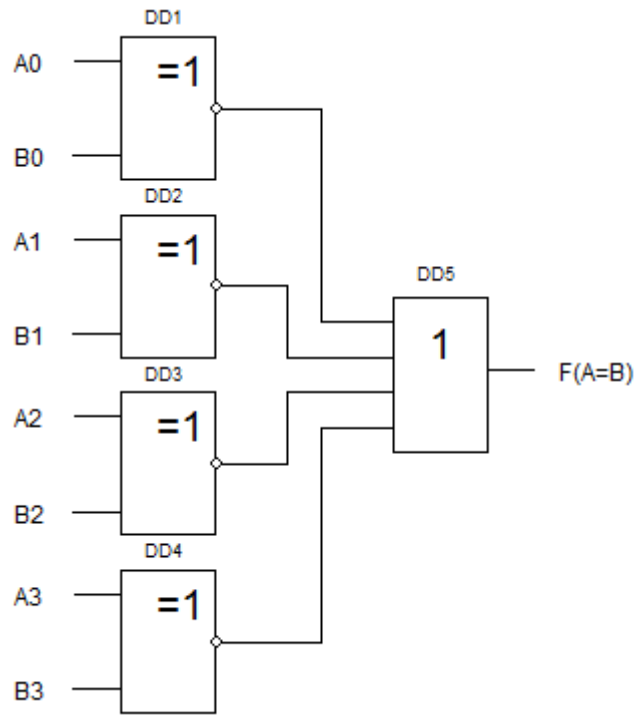 DD1
A0
=1
B0
DD2
A1
=1
B1
DD3
A2
=1
B2
DD4
A3
=1
B3
DD5
1
F(A=B)